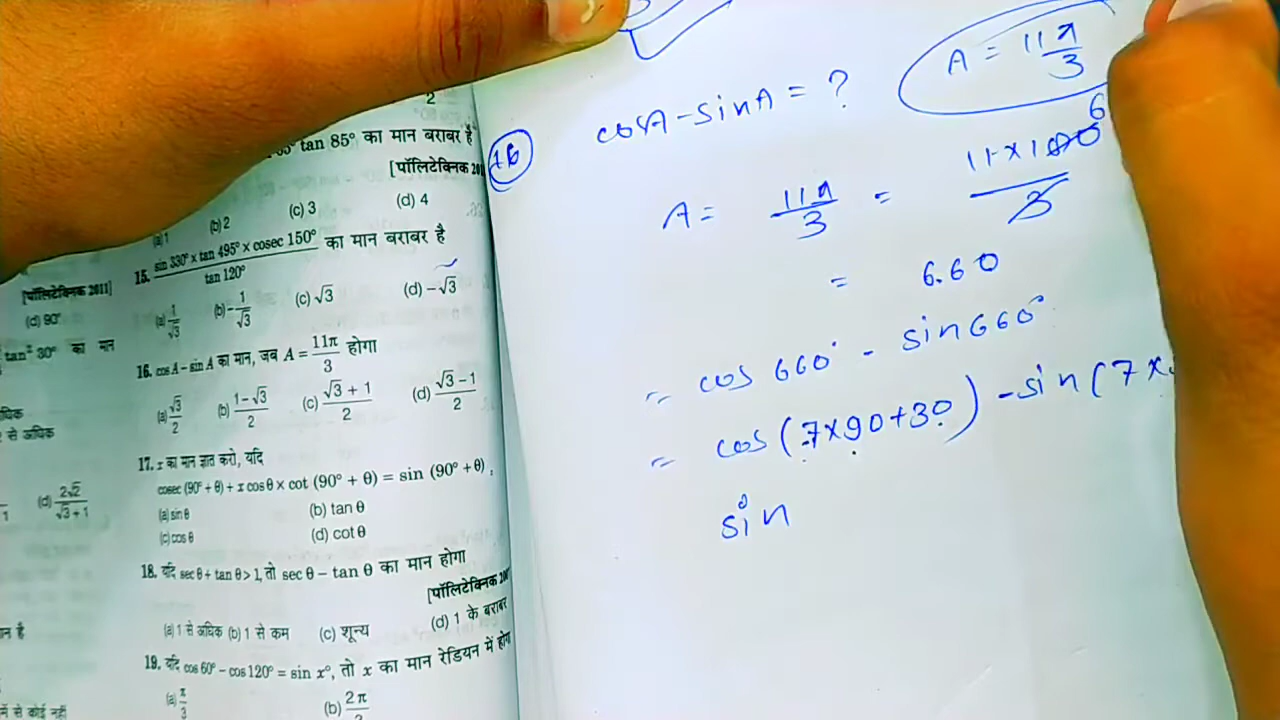 2
tan 85° का मान बराबर है
[पॉलिटेक्निक
(a) 1 (b) 2 (c) 3 (d) 4
15. sin 330° × tan 495° × cosec 150° / tan 120° का मान बराबर है
(a) 1/√3 (b) -1/√3 (c) √3 (d) -√3
16. cos A - sin A का मान, जब A = 11π/3 होगा
(a) √3/2 (b) 1-√3/2 (c) √3+1/2 (d) √3-1/2
17. x का मान ज्ञात करो, यदि
cosec (90° + θ) + x cos θ × cot (90° + θ) = sin (90° + θ)
(a) sin θ (b) tan θ
(c) cos θ (d) cot θ
18. यदि sec θ + tan θ > 1, तो sec θ - tan θ का मान होगा
[पॉलिटेक्निक
(a) 1 से अधिक (b) 1 से कम (c) शून्य (d) 1 के बराबर
19. यदि cos 60° - cos 120° = sin x°, तो x का मान रेडियन में
(a) π/3 (b) 2π
[पॉलिटेक्निक 2011]
(d) 90°
tan² 30° का मान
से अधिक
(d) 2√2/√3+1
में से कोई नहीं
16
cosA - sinA = ?
A = 11π/3
A = 11π/3 = 11×180/3
6
= 6.60
= cos 660° - sin 660°
= cos (7×90+30) - sin (7×
sin